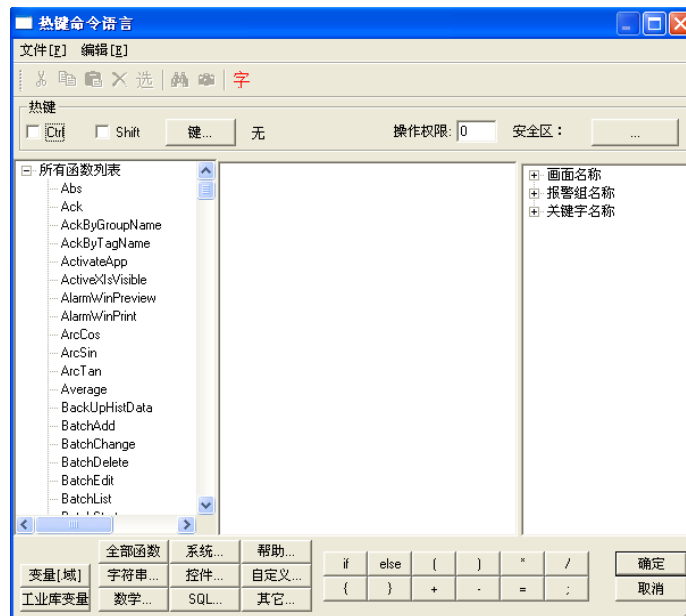 热键命令语言
文件[F] 编辑[E]
选 字
热键
Ctrl Shift 键... 无 操作权限: 0 安全区： ...
所有函数列表
Abs
Ack
AckByGroupName
AckByTagName
ActivateApp
ActiveXIsVisible
AlarmWinPreview
AlarmWinPrint
ArcCos
ArcSin
ArcTan
Average
BackUpHistData
BatchAdd
BatchChange
BatchDelete
BatchEdit
BatchList
画面名称
报警组名称
关键字名称
全部函数 系统... 帮助... if else ( ) * / 确定
变量[域] 字符串... 控件... 自定义... { } + - = ; 取消
工业库变量 数学... SQL... 其它...